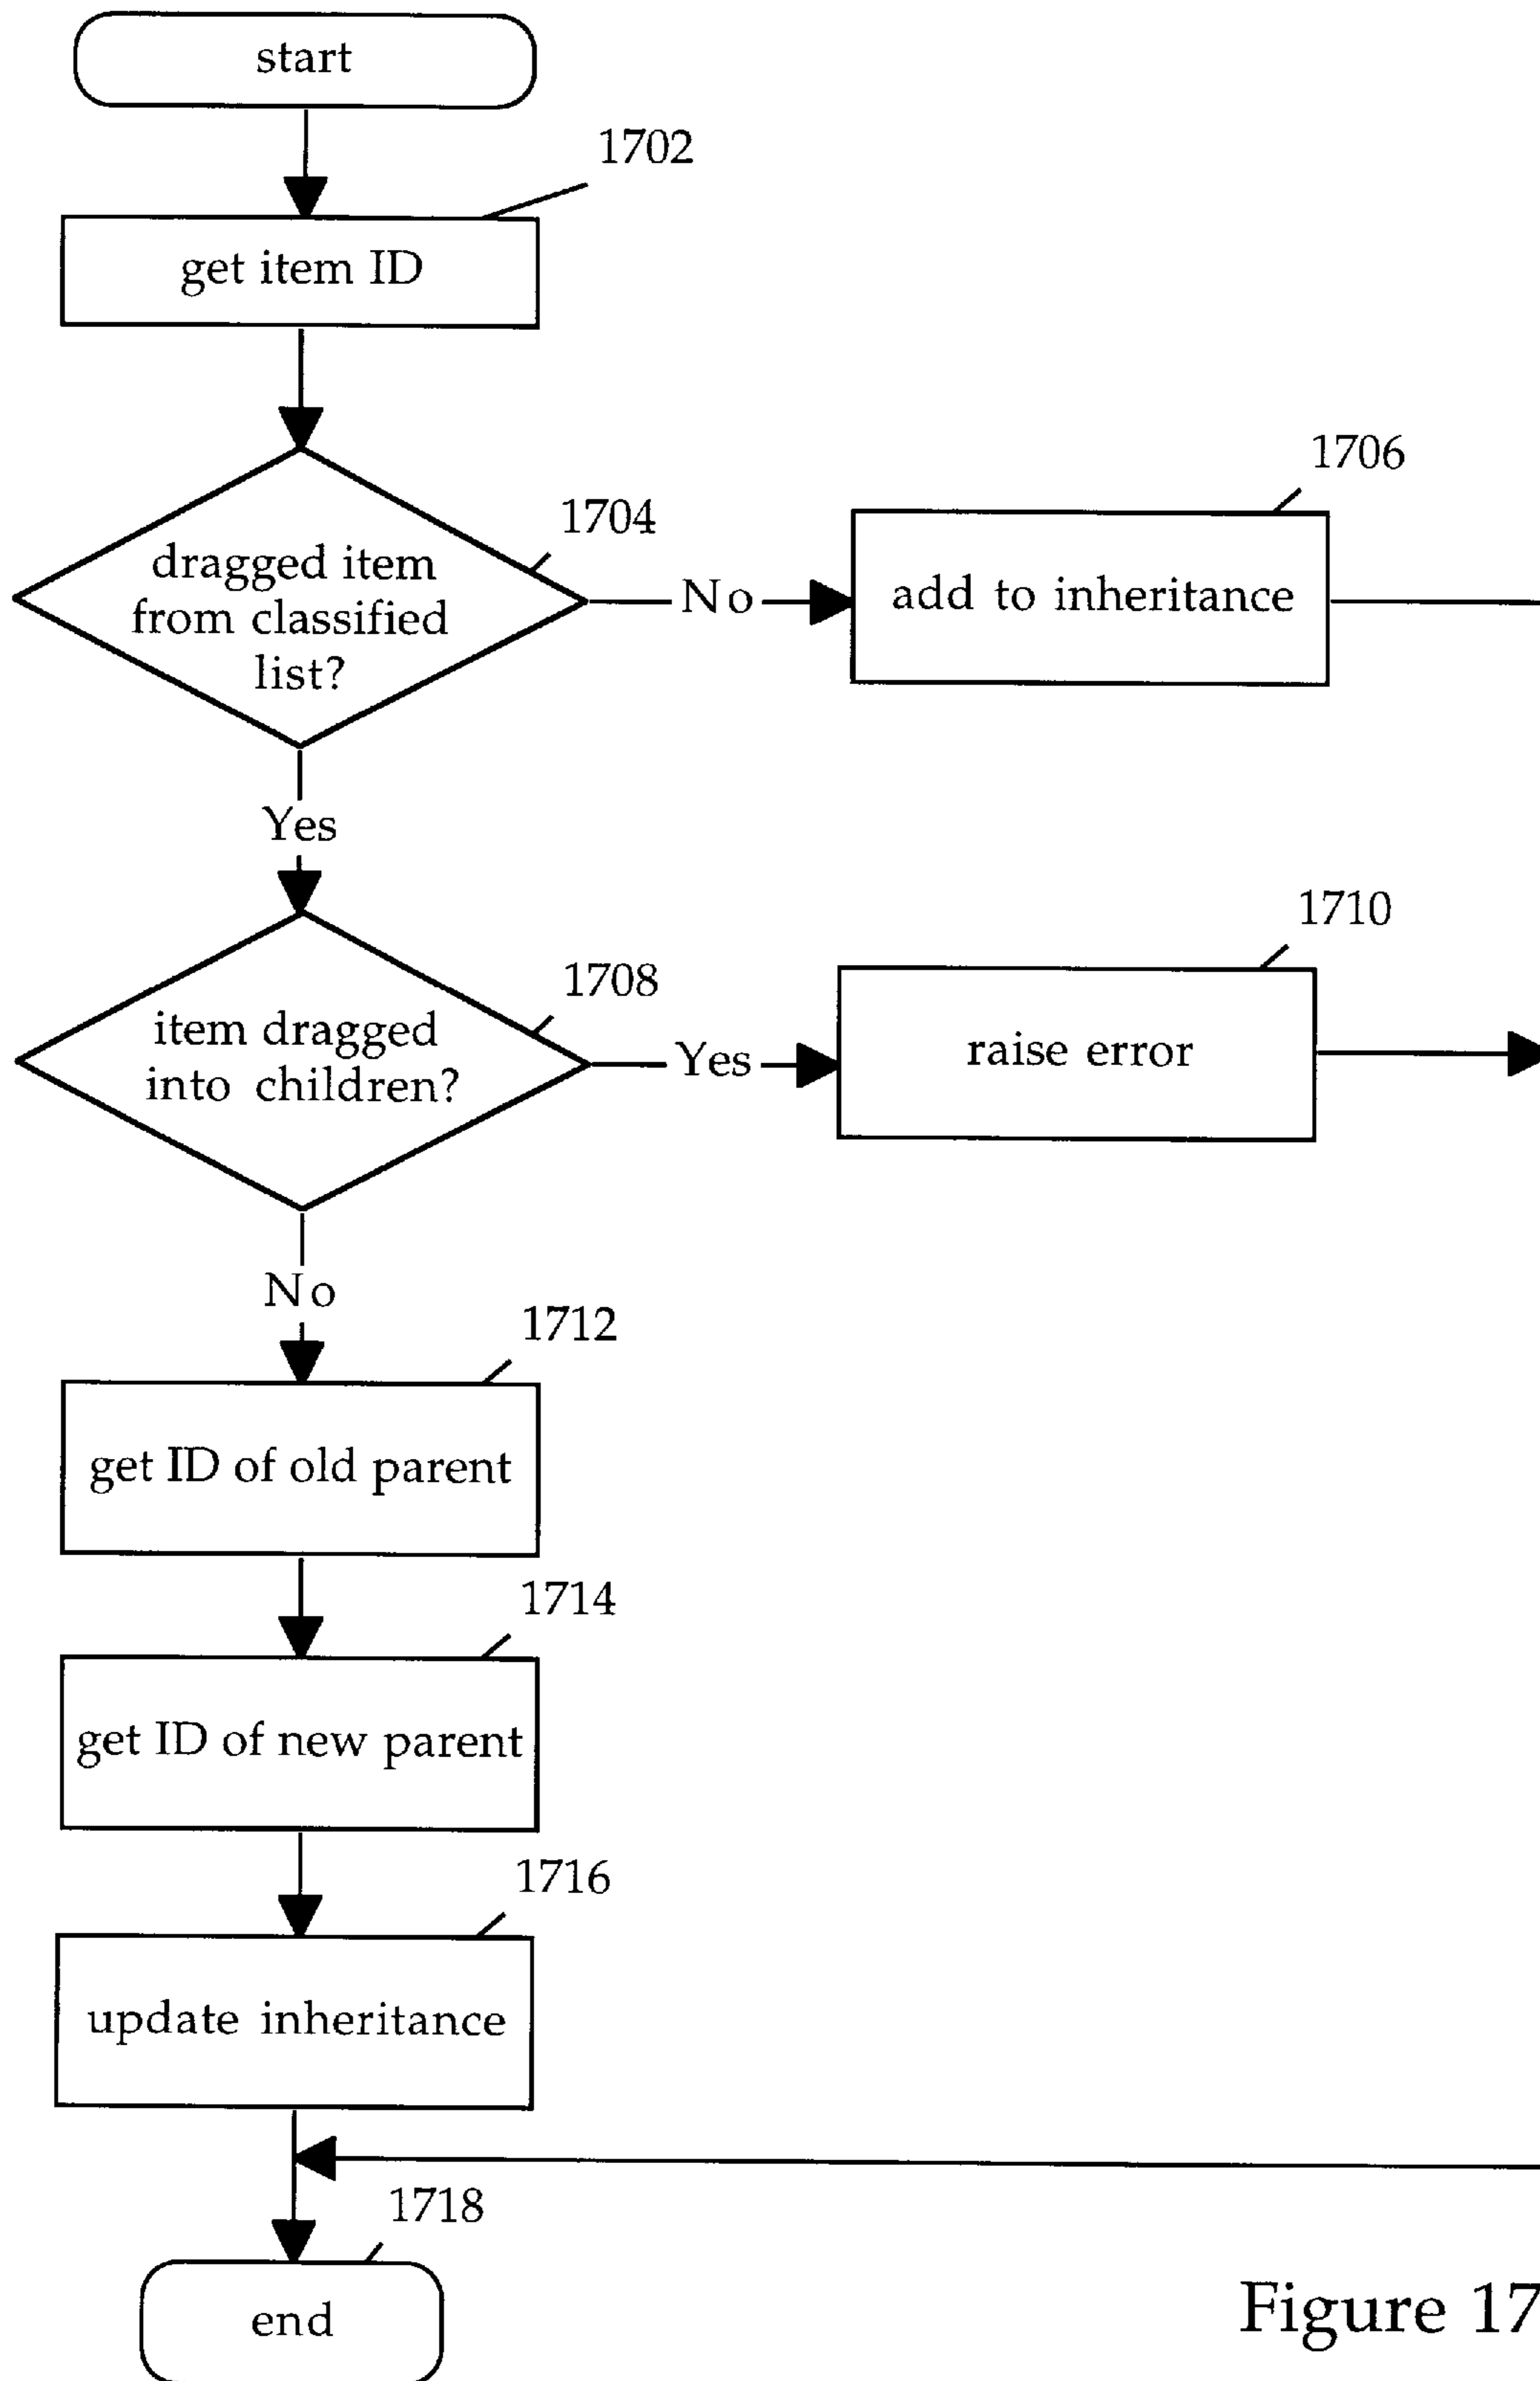 start
1702
get item ID
1706
1704
dragged item
from classified
list?
No
add to inheritance
Yes
1710
1708
item dragged
into children?
Yes
raise error
No
1712
get ID of old parent
1714
get ID of new parent
1716
update inheritance
1718
end
Figure 17